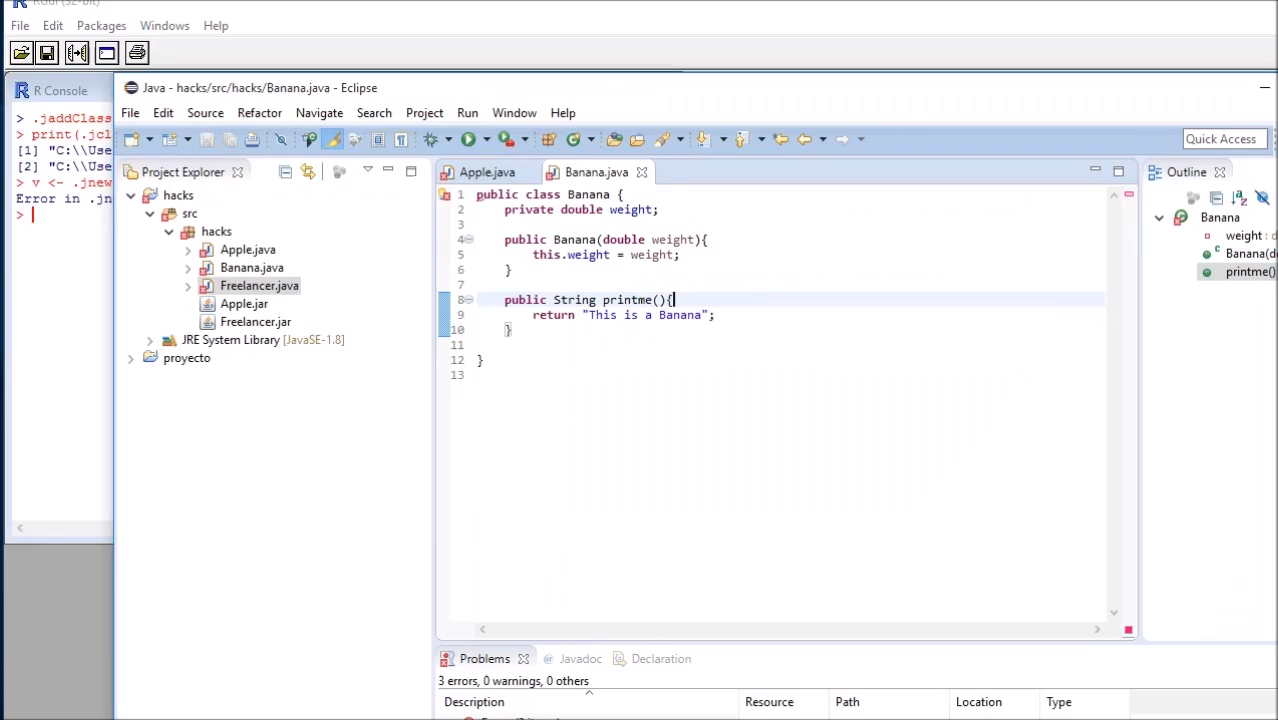 RGui (32-bit)
File Edit Packages Windows Help
R Console
> .jaddClass
> print(.jcl
[1] "C:\\Use
[2] "C:\\Use
> v <- .jnew
Error in .jn
>
Java - hacks/src/hacks/Banana.java - Eclipse
File Edit Source Refactor Navigate Search Project Run Window Help
Quick Access
Project Explorer
hacks
src
hacks
Apple.java
Banana.java
Freelancer.java
Apple.jar
Freelancer.jar
JRE System Library [JavaSE-1.8]
proyecto
Apple.java Banana.java
1 public class Banana {
2 private double weight;
3
4 public Banana(double weight){
5 this.weight = weight;
6 }
7
8 public String printme(){
9 return "This is a Banana";
10 }
11
12 }
13
Outline
Banana
weight : d
Banana(do
printme()
Problems @ Javadoc Declaration
3 errors, 0 warnings, 0 others
Description Resource Path Location Type